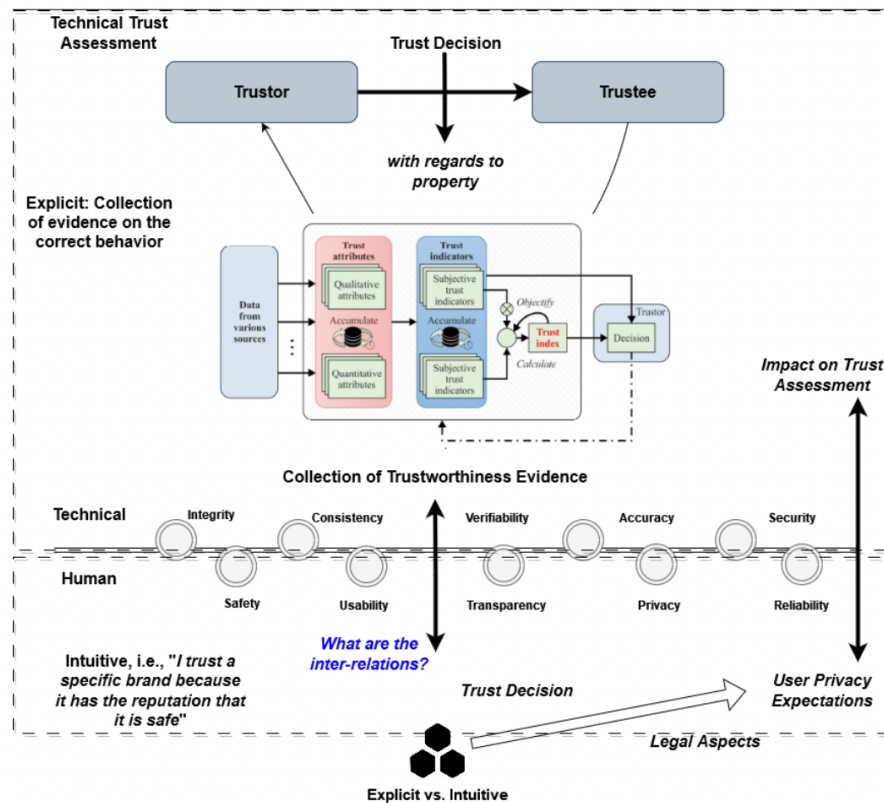 Technical Trust
Assessment
Trust Decision
Trustor
Trustee
with regards to
property
Explicit: Collection
of evidence on the
correct behavior
Data
from
various
sources
Trust
attributes
Qualitative
attributes
Accumulate
Quantitative
attributes
Trust
indicators
Subjective
trust
indicators
Accumulate
Subjective
trust
indicators
Objectify
Trust
index
Calculate
Trustor
Decision
Impact on Trust
Assessment
Collection of Trustworthiness Evidence
Technical
Integrity
Consistency
Verifiability
Accuracy
Security
Human
Safety
Usability
Transparency
Privacy
Reliability
Intuitive, i.e., "I trust a
specific brand because
it has the reputation that
it is safe"
What are the
inter-relations?
Trust Decision
User Privacy
Expectations
Legal Aspects
Explicit vs. Intuitive